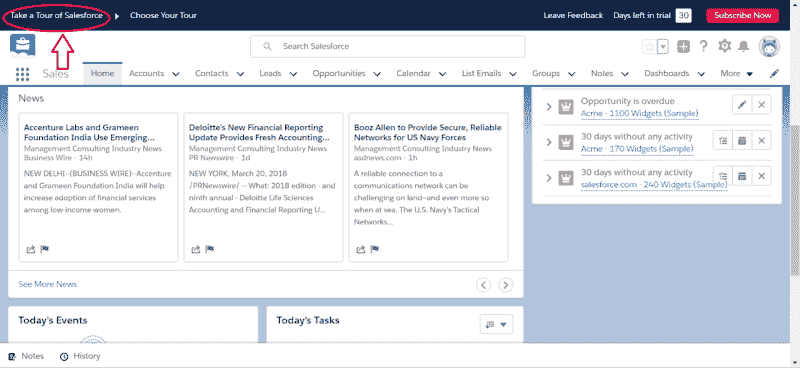 Take a Tour of Salesforce Choose Your Tour Leave Feedback Days left in trial 30 Subscribe Now
Search Salesforce
Sales Home Accounts Contacts Leads Opportunities Calendar List Emails Groups Notes Dashboards More
News
Accenture Labs and Grameen
Foundation India Use Emerging...
Management Consulting Industry News
Business Wire · 14h
NEW DELHI--(BUSINESS WIRE)--Accenture
and Grameen Foundation India will help
increase adoption of financial services
among low-income women.
Deloitte's New Financial Reporting
Update Provides Fresh Accounting...
Management Consulting Industry News
PR Newswire · 1d
NEW YORK, March 20, 2018
/PRNewswire/ -- What: 2018 edition - and
ninth annual - Deloitte Life Sciences
Accounting and Financial Reporting U...
Booz Allen to Provide Secure, Reliable
Networks for US Navy Forces
Management Consulting Industry News
asdnews.com · 1h
A reliable connection to a
communications network can be
challenging on land—and even more so
when at sea. The U.S. Navy's Tactical
Networks...
See More News
Opportunity is overdue
Acme - 1100 Widgets (Sample)
30 days without any activity
Acme - 170 Widgets (Sample)
30 days without any activity
salesforce.com - 240 Widgets (Sample)
Today's Events
Today's Tasks
Notes History